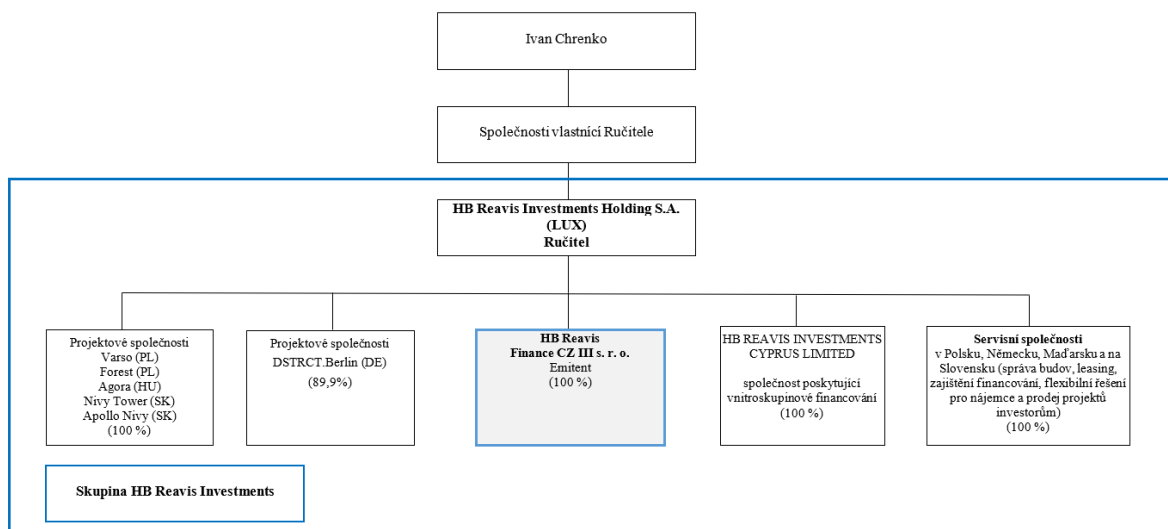 Ivan Chrenko
Společnosti vlastnící Ručitele
HB Reavis Investments Holding S.A.
(LUX)
Ručitel
Projektové společnosti
Varso (PL)
Forest (PL)
Agora (HU)
Nivy Tower (SK)
Apollo Nivy (SK)
(100 %)
Projektové společnosti
DSTRCT.Berlin (DE)
(89,9%)
HB Reavis
Finance CZ III s. r. o.
Emitent
(100 %)
HB REAVIS INVESTMENTS
CYPRUS LIMITED
společnost poskytující
vnitroskupinové financování
(100 %)
Servisní společnosti
v Polsku, Německu, Maďarsku a na
Slovensku (správa budov, leasing,
zajištění financování, flexibilní řešení
pro nájemce a prodej projektů
investorům)
(100 %)
Skupina HB Reavis Investments